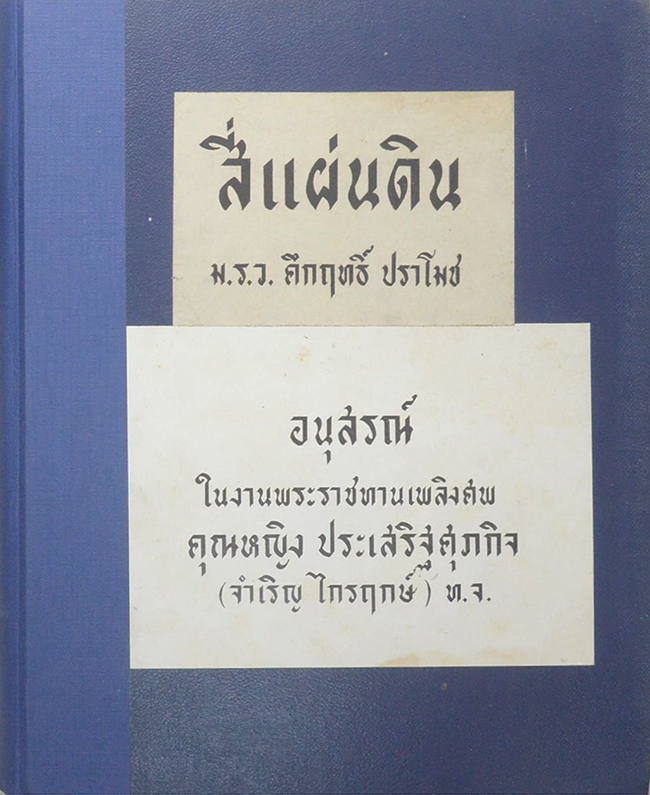 สี่แผ่นดิน
ม.ร.ว. คึกฤทธิ์ ปราโมช
อนุสรณ์
ในงานพระราชทานเพลิงศพ
คุณหญิง ประเสริฐศุภกิจ
(จำเริญ ไกรฤกษ์) ท.จ.